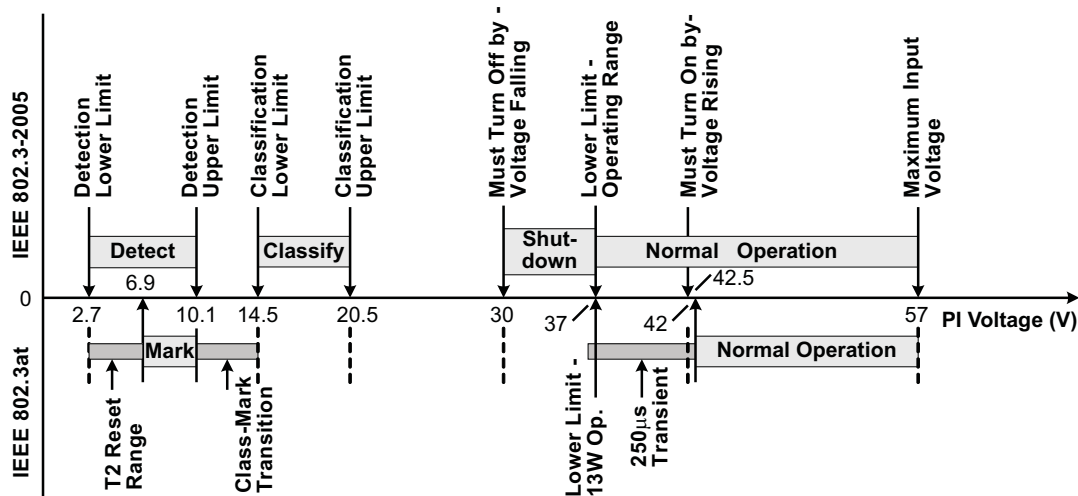 IEEE 802.3-2005
Detection
Lower Limit
Detection
Upper Limit
Classification
Lower Limit
Classification
Upper Limit
Must Turn Off by -
Voltage Falling
Lower Limit -
Operating Range
Must Turn On by-
Voltage Rising
Maximum Input
Voltage
Detect
Classify
Shut-
down
Normal Operation
6.9
42.5
0
2.7
10.1
14.5
20.5
30
37
42
57
PI Voltage (V)
IEEE 802.3at
Mark
Normal Operation
T2 Reset
Range
Class-Mark
Transition
Lower Limit -
13W Op.
250μs
Transient